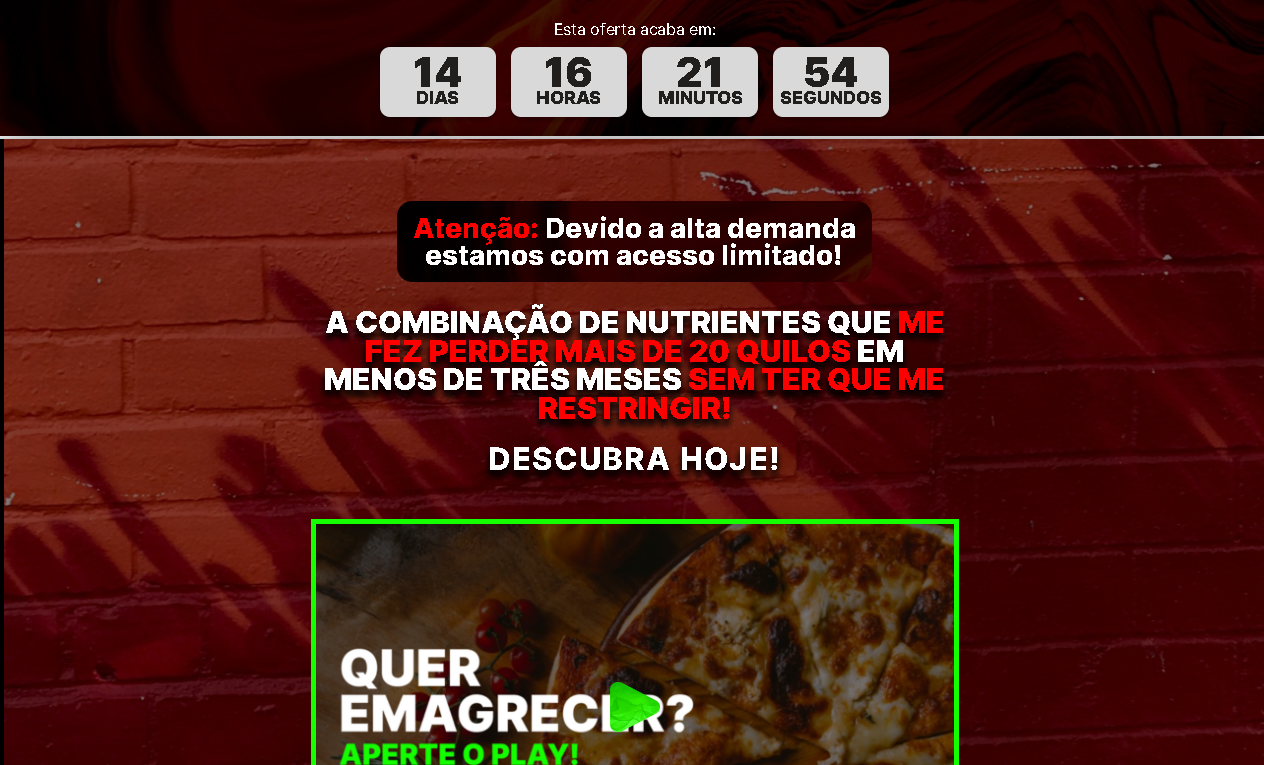 Esta oferta acaba em:
14 16 21 54
DIAS HORAS MINUTOS SEGUNDOS
Atenção: Devido a alta demanda
estamos com acesso limitado!
A COMBINAÇÃO DE NUTRIENTES QUE ME
FEZ PERDER MAIS DE 20 QUILOS EM
MENOS DE TRÊS MESES SEM TER QUE ME
RESTRINGIR!
DESCUBRA HOJE!
QUER
EMAGRECER?
APERTE O PLAY!